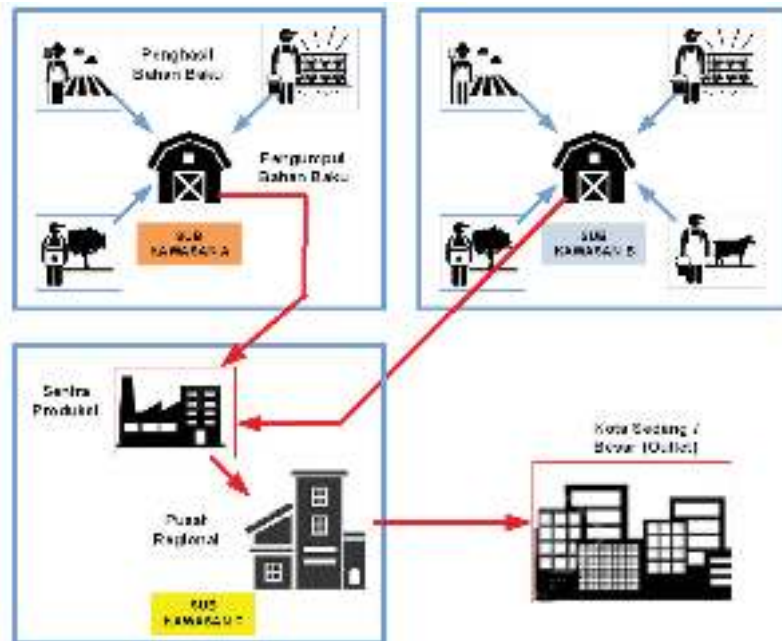 Penghasil
Bahan Baku
Pengumpul
Bahan Baku
SUB
KAWASAN A
SUB
KAWASAN B
Sentra
Produksi
Kota Sedang /
Besar (Outlet)
Pusat
Regional
SUB
KAWASAN C